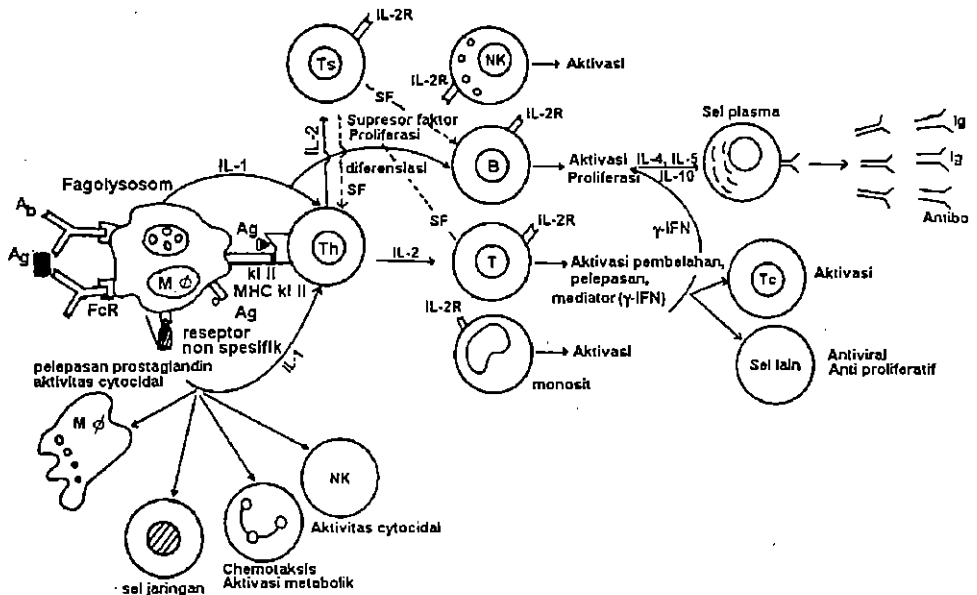 IL-2R
Ts
NK
IL-2R
Aktivasi
SF
IL-2
Supresor faktor
Proliferasi
diferensiasi
SF
IL-2R
B
Aktivasi
Proliferasi
IL-4, IL-5
IL-10
Sel plasma
Ig
Ig
Antibo
IL-1
Fagolysosom
Ab
Ag
FcR
M ϕ
Ag
kl II
MHC kl II
Ag
Th
IL-2
SF
IL-2R
T
Aktivasi pembelahan,
pelepasan,
mediator (γ-IFN)
γ-IFN
Tc
Aktivasi
IL-2R
Aktivasi
monosit
Sel lain
Antiviral
Anti proliferatif
reseptor
non spesifik
IL-1
pelepasan prostaglandin
aktivitas cytocidal
M ϕ
NK
Aktivitas cytocidal
Chemotaksis
Aktivasi metabolik
sel jaringan